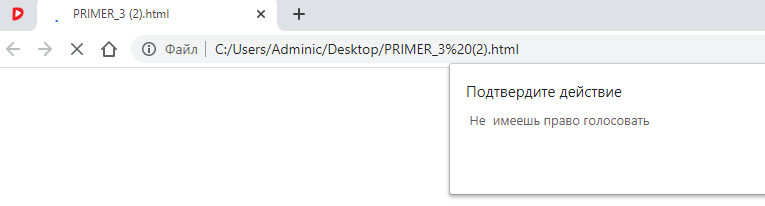 PRIMER_3 (2).html
Файл
C:/Users/Adminic/Desktop/PRIMER_3%20(2).html
Подтвердите действие
Не имеешь право голосовать